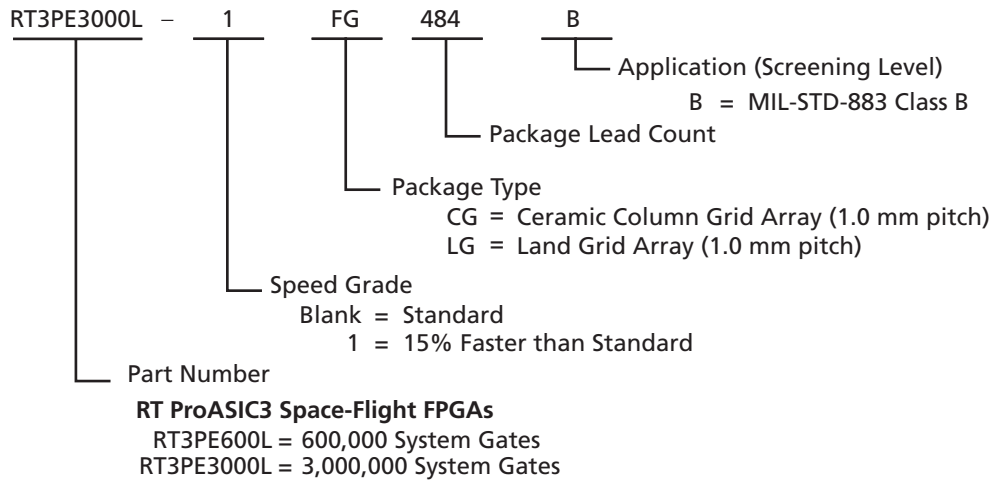 RT3PE3000L – 1 FG 484 B
Application (Screening Level)
B = MIL-STD-883 Class B
Package Lead Count
Package Type
CG = Ceramic Column Grid Array (1.0 mm pitch)
LG = Land Grid Array (1.0 mm pitch)
Speed Grade
Blank = Standard
1 = 15% Faster than Standard
Part Number
RT ProASIC3 Space-Flight FPGAs
RT3PE600L = 600,000 System Gates
RT3PE3000L = 3,000,000 System Gates